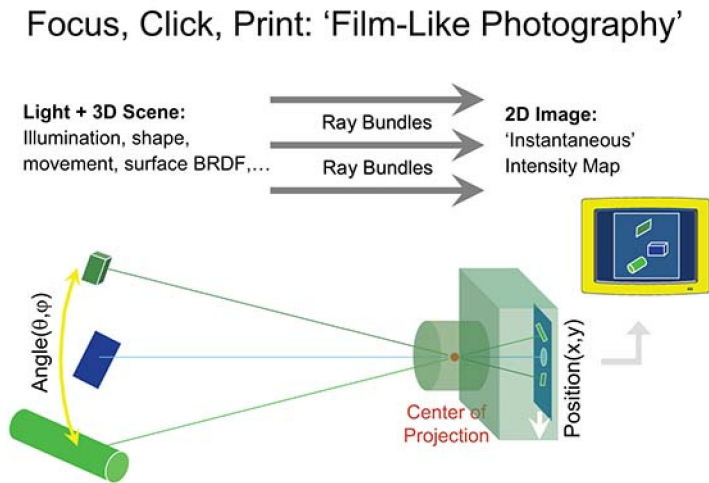 Focus, Click, Print: ‘Film-Like Photography’
Light + 3D Scene:
Illumination, shape,
movement, surface BRDF,…
Ray Bundles
Ray Bundles
2D Image:
‘Instantaneous’
Intensity Map
Angle(θ,φ)
Center of
Projection
Position(x,y)